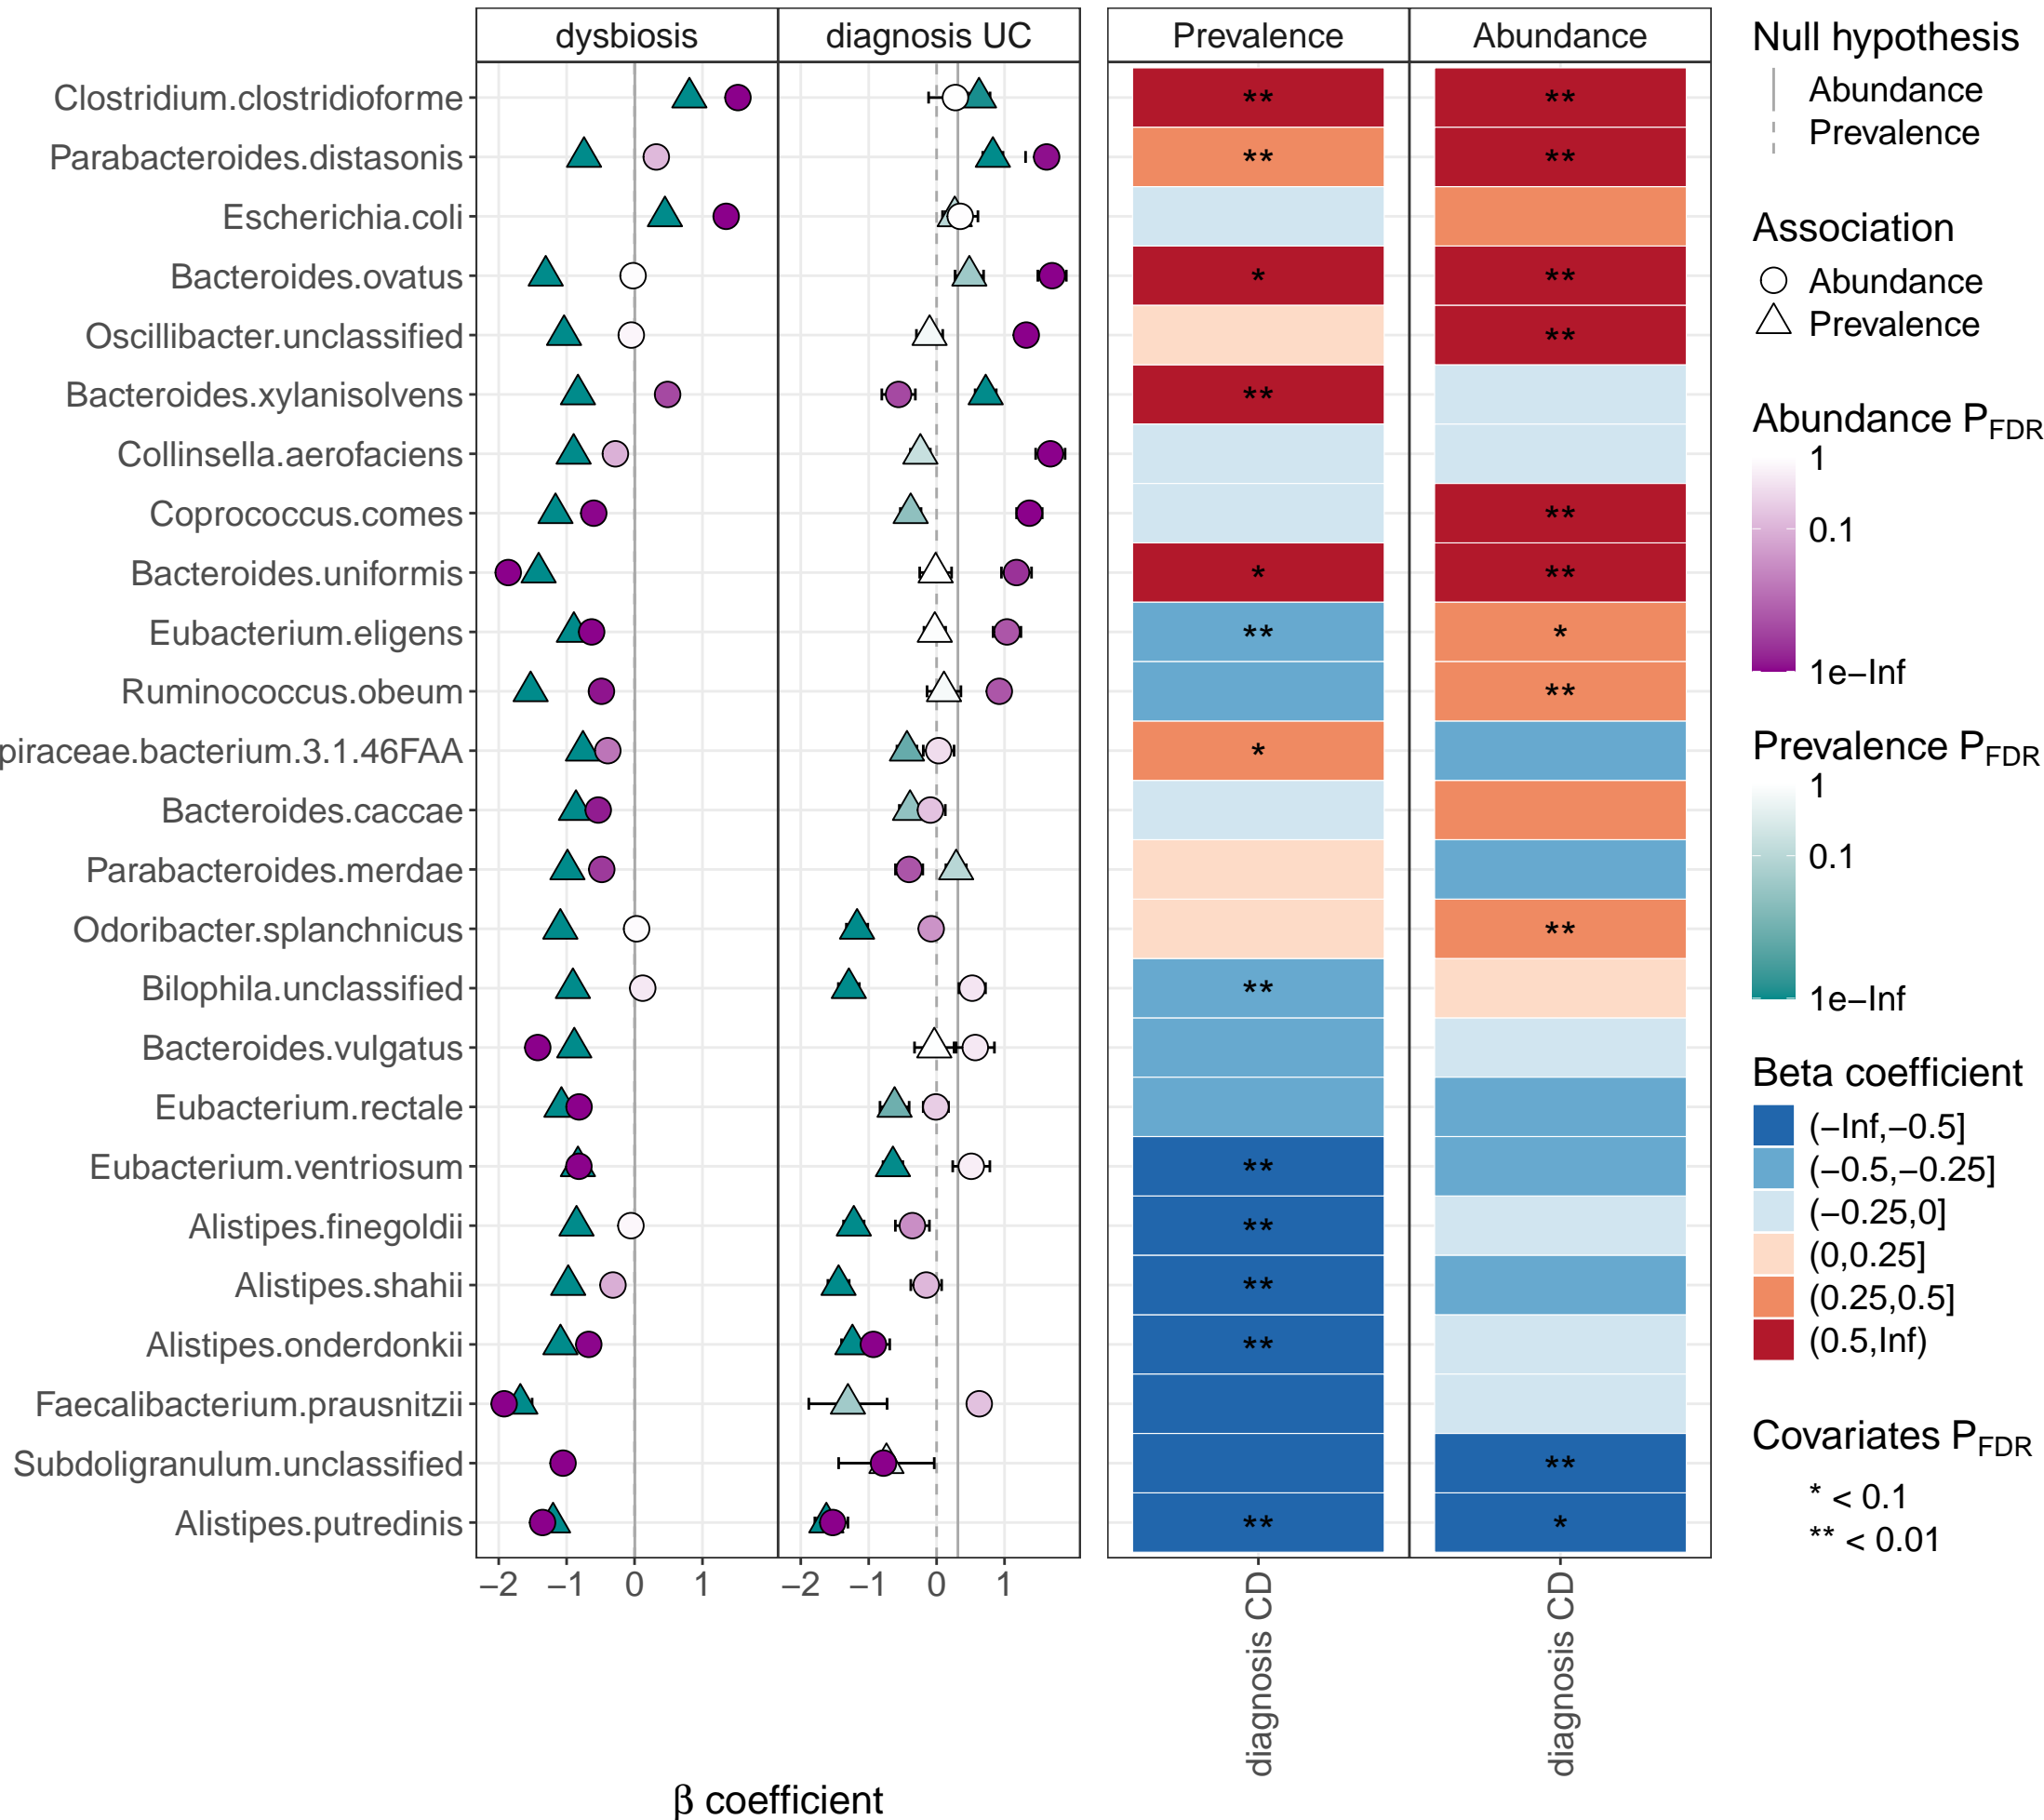 dysbiosis
diagnosis UC
Prevalence
Abundance
Clostridium.clostridioforme
Parabacteroides.distasonis
Escherichia.coli
Bacteroides.ovatus
Oscillibacter.unclassified
Bacteroides.xylanisolvens
Collinsella.aerofaciens
Coprococcus.comes
Bacteroides.uniformis
Eubacterium.eligens
Ruminococcus.obeum
piraceae.bacterium.3.1.46FAA
Bacteroides.caccae
Parabacteroides.merdae
Odoribacter.splanchnicus
Bilophila.unclassified
Bacteroides.vulgatus
Eubacterium.rectale
Eubacterium.ventriosum
Alistipes.finegoldii
Alistipes.shahii
Alistipes.onderdonkii
Faecalibacterium.prausnitzii
Subdoligranulum.unclassified
Alistipes.putredinis
−2 −1 0 1
−2 −1 0 1
β coefficient
** **
** **
* **
**
**
**
* **
** *
**
*
**
**
**
**
**
**
**
** *
diagnosis CD
diagnosis CD
Null hypothesis
Abundance
Prevalence
Association
Abundance
Prevalence
Abundance PFDR
1
0.1
1e−Inf
Prevalence PFDR
1
0.1
1e−Inf
Beta coefficient
(−Inf,−0.5]
(−0.5,−0.25]
(−0.25,0]
(0,0.25]
(0.25,0.5]
(0.5,Inf)
Covariates PFDR
* < 0.1
** < 0.01